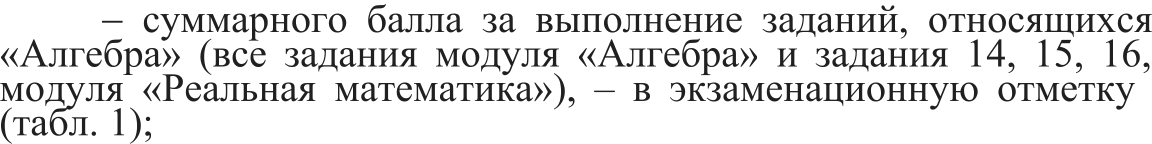 – суммарного балла за выполнение заданий, относящихся
«Алгебра» (все задания модуля «Алгебра» и задания 14, 15, 16,
модуля «Реальная математика»), – в экзаменационную отметку
(табл. 1);